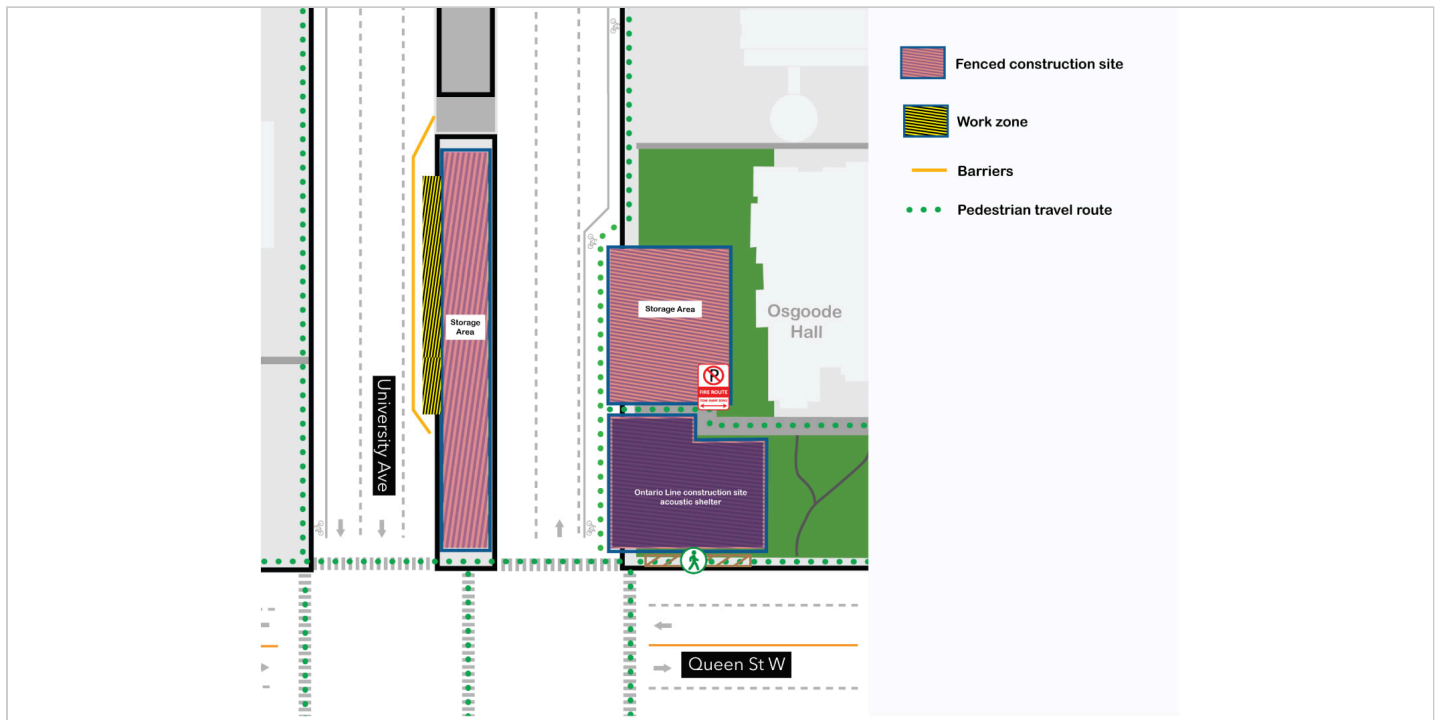 Fenced construction site
Work zone
Barriers
Pedestrian travel route
Storage Area
Osgoode
Hall
Storage
Area
P
FIRE ROUTE
University Ave
Ontario Line construction site
acoustic shelter
Queen St W